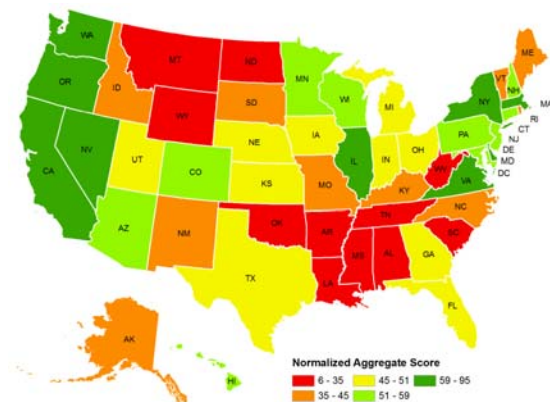 WA
ME
MT
ND
VT
MN
NH
OR
ID
WI
NY
MA
SD
MI
RI
WY
CT
PA
NJ
IA
NE
OH
DE
NV
IL
IN
MD
UT
WV
DC
CO
VA
CA
KS
MO
KY
NC
TN
OK
AZ
AR
SC
NM
MS
AL
GA
TX
LA
FL
AK
HI
Normalized Aggregate Score
6 - 35
45 - 51
59 - 95
35 - 45
51 - 59